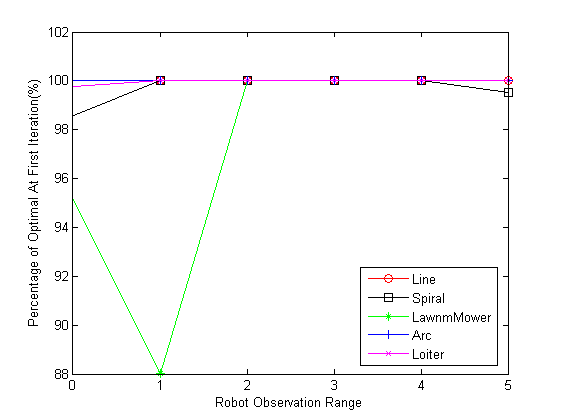 102
100
98
96
94
92
90
88
Percentage of Optimal At First Iteration(%)
0 1 2 3 4 5
Robot Observation Range
Line
Spiral
LawnmMower
Arc
Loiter